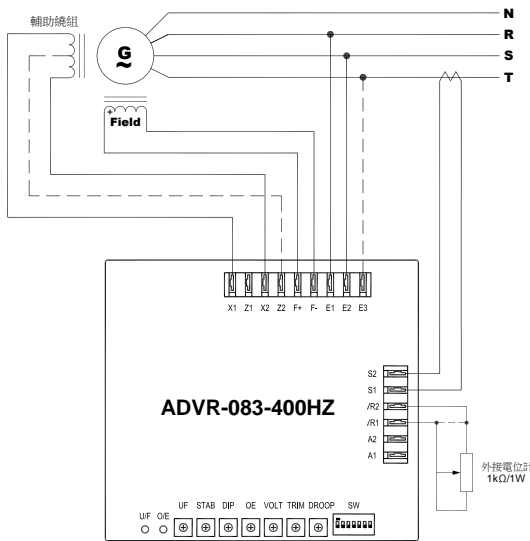 輔助繞組
N
R
S
T
G
~
+
Field
X1 Z1 X2 Z2 F+ F- E1 E2 E3
S2
S1
/R2
/R1
A2
A1
ADVR-083-400HZ
外接電位計
1kΩ/1W
U/F O/E UF STAB DIP OE VOLT TRIM DROOP SW